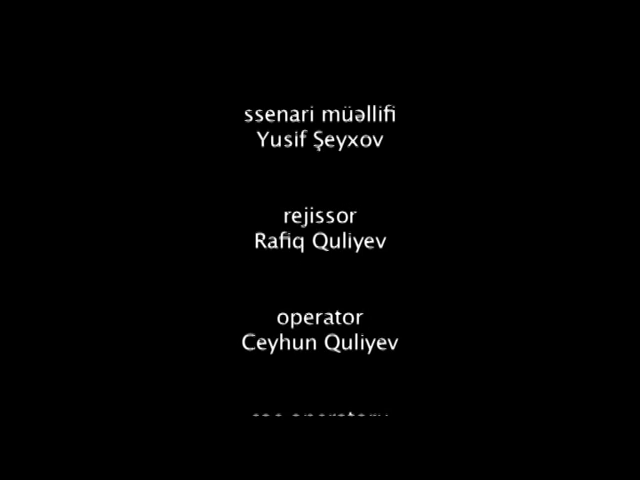 ssenari müəllifi
Yusif Şeyxov
rejissor
Rafiq Quliyev
operator
Ceyhun Quliyev